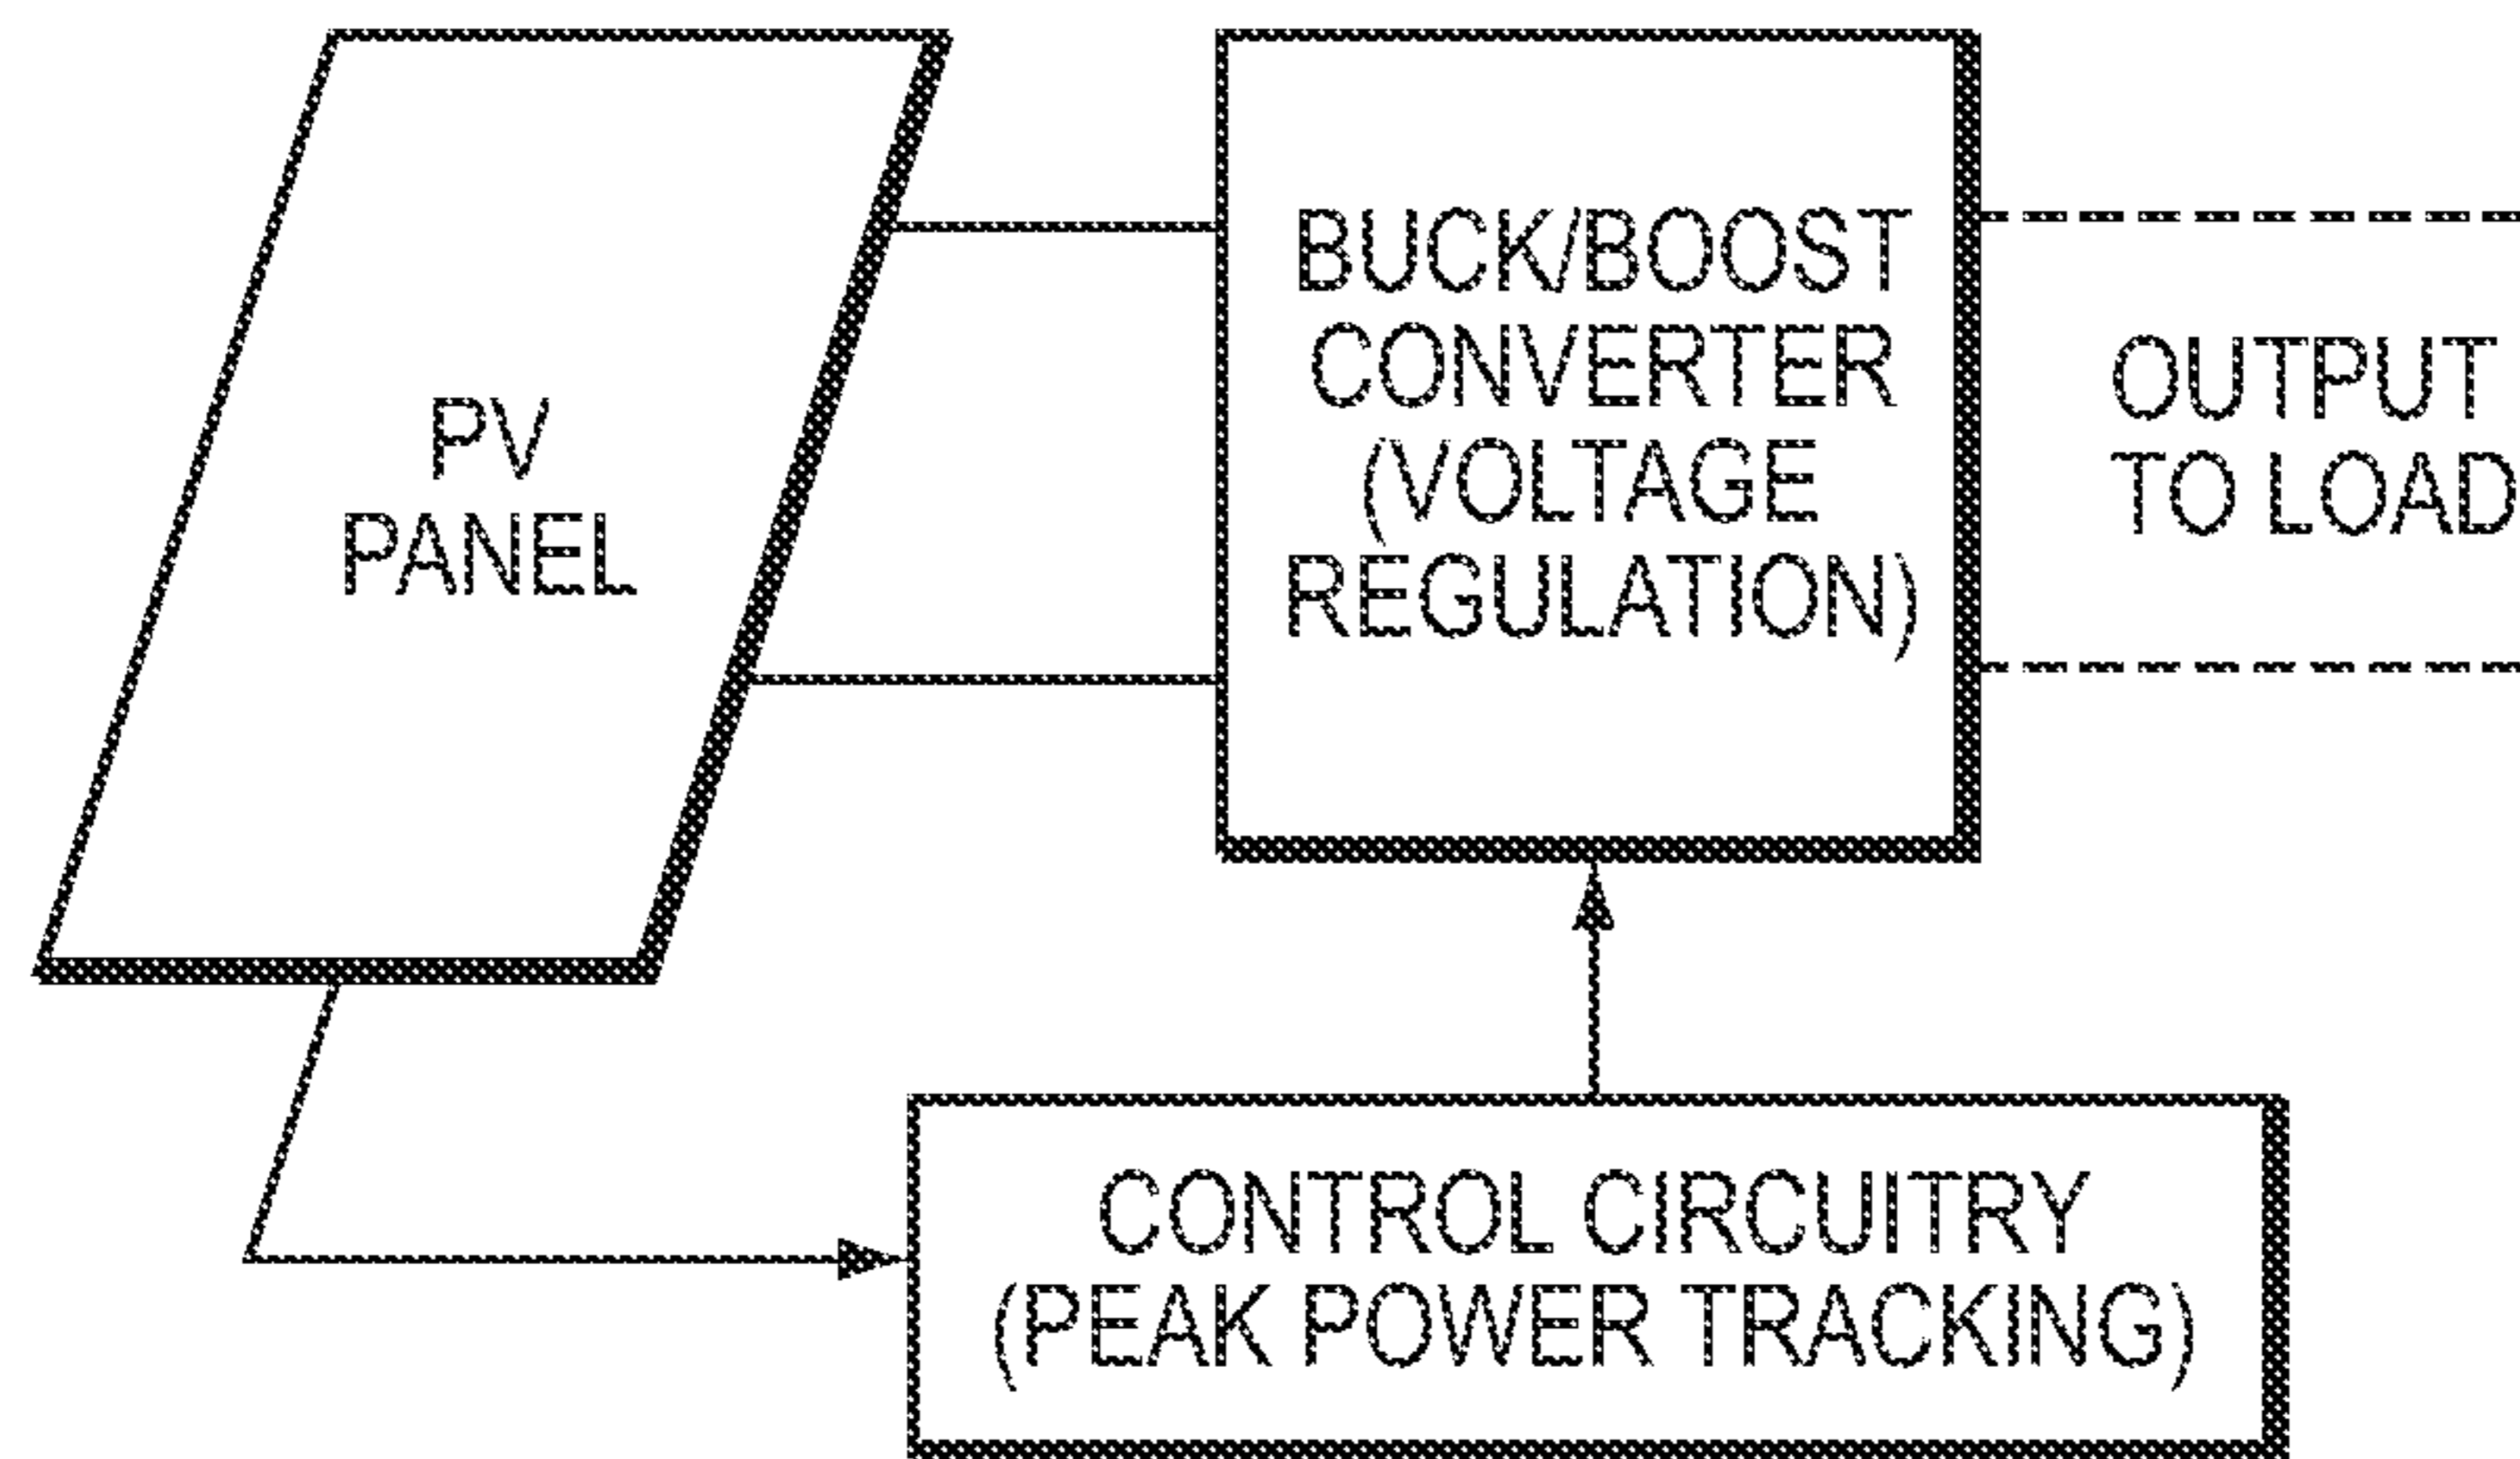 PV
PANEL
BUCK/BOOST
CONVERTER
(VOLTAGE
REGULATION)
OUTPUT
TO LOAD
CONTROL CIRCUITRY
(PEAK POWER TRACKING)